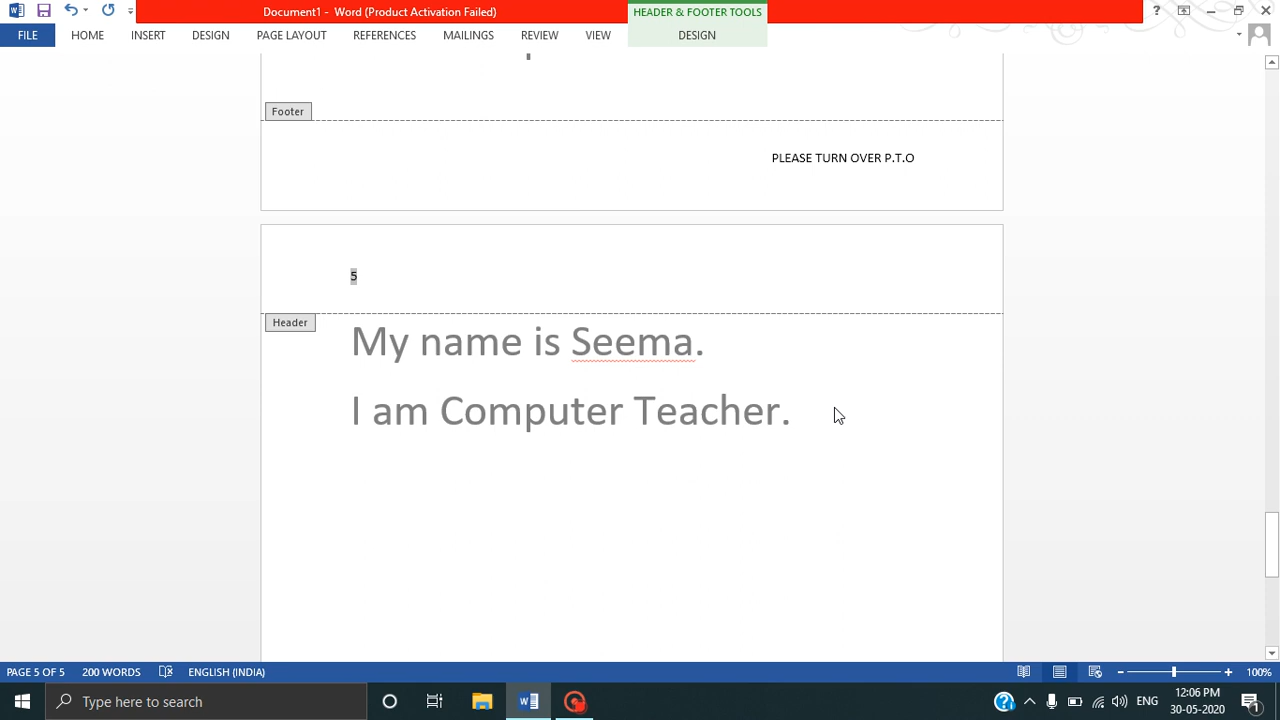 Document1 - Word (Product Activation Failed)
HEADER & FOOTER TOOLS
?
FILE
HOME
INSERT
DESIGN
PAGE LAYOUT
REFERENCES
MAILINGS
REVIEW
VIEW
DESIGN
Footer
PLEASE TURN OVER P.T.O
5
Header
My name is Seema.
I am Computer Teacher.
PAGE 5 OF 5
200 WORDS
ENGLISH (INDIA)
100%
Type here to search
ENG
12:06 PM
30-05-2020
1